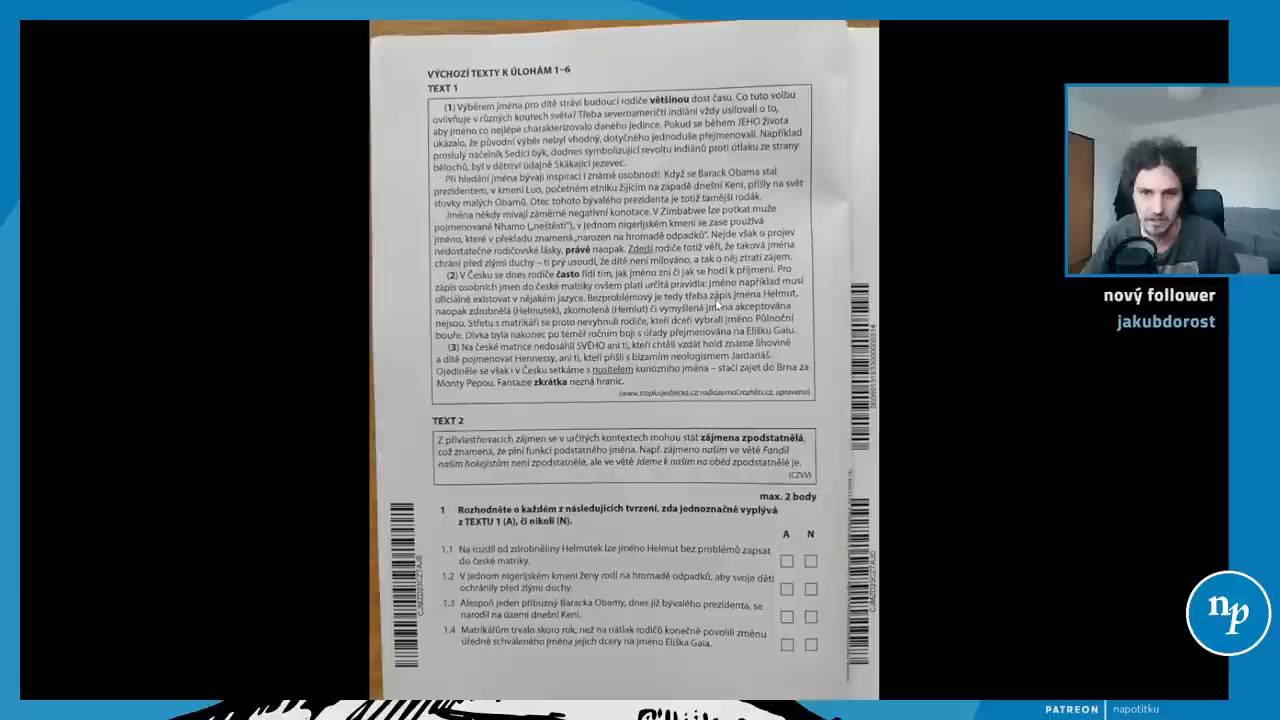 VÝCHOZÍ TEXTY K ÚLOHÁM 1–6
TEXT 1
(1) Výběrem jména pro dítě stráví budoucí rodiče většinou dost času. Co tuto volbu
ovlivňuje v různých koutech světa? Třeba severoameričtí indiáni vždy usilovali o to,
aby jméno co nejlépe charakterizovalo daného jedince. Pokud se během JEHO života
ukázalo, že původní výběr nebyl vhodný, dotyčného jednoduše přejmenovali. Například
proslulý náčelník Sedící býk, dodnes symbolizující revoltu indiánů proti útlaku ze strany
bělochů, byl v dětství údajně Skákající jezevec.
Při hledání jména bývají inspirací i známé osobnosti. Když se Barack Obama stal
prezidentem, v kmeni Luo, početném etniku žijícím na západě dnešní Keni, přišly na svět
stovky malých Obamů. Otec tohoto bývalého prezidenta je totiž tamější rodák.
Jména někdy mívají záměrně negativní konotace. V Zimbabwe lze potkat muže
pojmenované Nhamo („neštěstí“), v jednom nigerijském kmeni se zase používá
jméno, které v překladu znamená „narozen na hromadě odpadků“. Nejde však o projev
nedostatečné rodičovské lásky, právě naopak. Zdejší rodiče totiž věří, že taková jména
chrání před zlými duchy – ti prý usoudí, že dítě není milováno, a tak o něj ztratí zájem.
(2) V Česku se dnes rodiče často řídí tím, jak jméno zní či jak se hodí k příjmení. Pro
zápis osobních jmen do české matriky ovšem platí určitá pravidla: jméno například musí
oficiálně existovat v nějakém jazyce. Bezproblémový je tedy třeba zápis jména Helmut,
naopak zdrobnělá (Helmutek), zkomolená (Hemlut) či vymyšlená jména akceptována
nejsou. Střetu s matrikáři se proto nevyhnuli rodiče, kteří dceři vybrali jméno Půlnoční
bouře. Dívka byla nakonec po téměř ročním boji s úřady přejmenována na Elišku Gaiu.
(3) Na české matrice nedosáhli SVÉHO ani ti, kteří chtěli vzdát hold známé lihovině
a dítě pojmenovat Hennessy, ani ti, kteří přišli s bizarním neologismem Jardariáš.
Ojediněle se však i v Česku setkáme s nositelem kuriózního jména – stačí zajet do Brna za
Monty Pepou. Fantazie zkrátka nezná hranic.
(www.stoplusjednicka.cz; radiozurnal.rozhlas.cz, upraveno)
TEXT 2
Z přivlastňovacích zájmen se v určitých kontextech mohou stát zájmena zpodstatnělá,
což znamená, že plní funkci podstatného jména. Např. zájmeno našim ve větě Fandil
našim hokejistům není zpodstatnělé, ale ve větě Jdeme k našim na oběd zpodstatnělé je.
(CZVV)
max. 2 body
1 Rozhodněte o každém z následujících tvrzení, zda jednoznačně vyplývá
z TEXTU 1 (A), či nikoli (N).
A N
1.1 Na rozdíl od zdrobněliny Helmutek lze jméno Helmut bez problémů zapsat
do české matriky.
1.2 V jednom nigerijském kmeni ženy rodí na hromadě odpadků, aby svoje děti
ochránily před zlými duchy.
1.3 Alespoň jeden příbuzný Baracka Obamy, dnes již bývalého prezidenta, se
narodil na území dnešní Keni.
1.4 Matrikářům trvalo skoro rok, než na nátlak rodičů konečně povolili změnu
úředně schváleného jména jejich dcery na jméno Eliška Gaia.
nový follower
jakubdorost
np
PATREON | napotitku